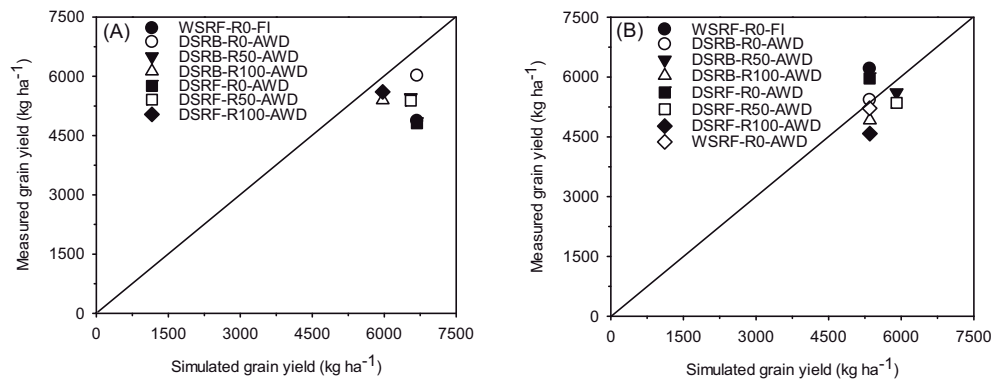 (A)
WSRF-R0-FI
DSRB-R0-AWD
DSRB-R50-AWD
DSRB-R100-AWD
DSRF-R0-AWD
DSRF-R50-AWD
DSRF-R100-AWD
7500
6000
4500
3000
1500
0
Measured grain yield (kg ha⁻¹)
0 1500 3000 4500 6000 7500
Simulated grain yield (kg ha⁻¹)
(B)
WSRF-R0-FI
DSRB-R0-AWD
DSRB-R50-AWD
DSRB-R100-AWD
DSRF-R0-AWD
DSRF-R50-AWD
DSRF-R100-AWD
WSRF-R0-AWD
7500
6000
4500
3000
1500
0
Measured grain yield (kg ha⁻¹)
0 1500 3000 4500 6000 7500
Simulated grain yield (kg ha⁻¹)